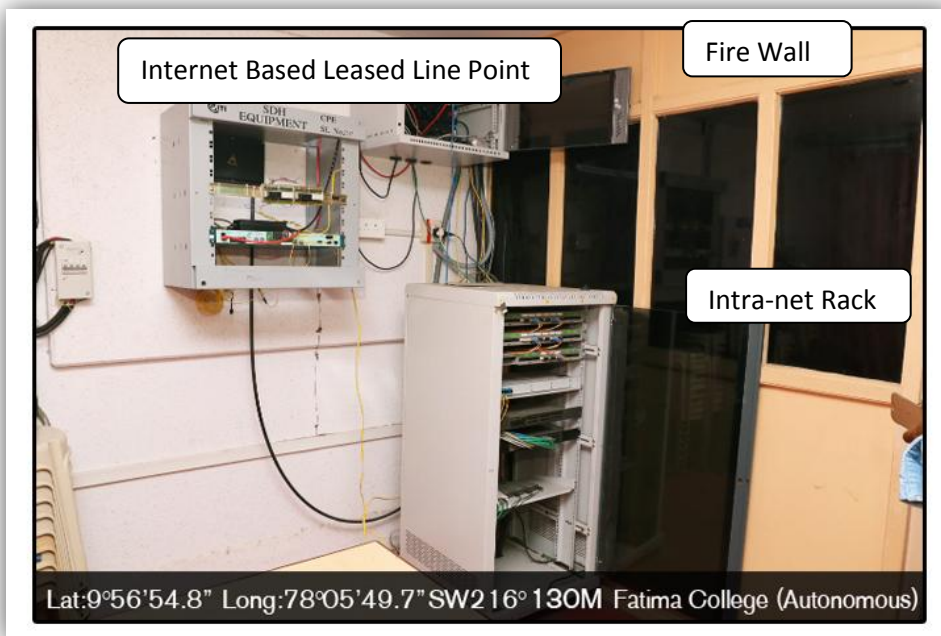 Fire Wall
Internet Based Leased Line Point
SDH
EQUIPMENT
CPE
Intra-net Rack
Lat:9°56'54.8" Long:78°05'49.7" SW216° 130M Fatima College (Autonomous)